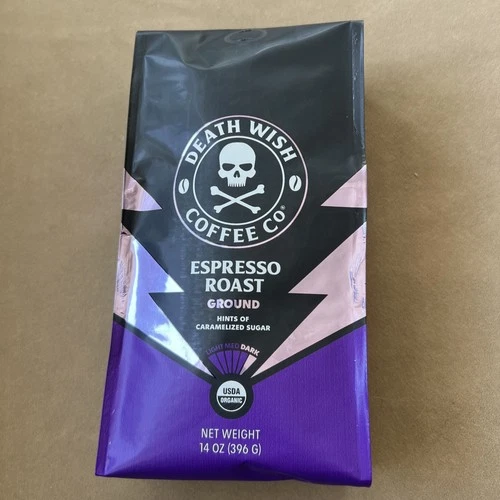 DEATH WISH
COFFEE CO®
ESPRESSO
ROAST
GROUND
HINTS OF
CARAMELIZED SUGAR
LIGHT MED DARK
USDA
ORGANIC
NET WEIGHT
14 OZ (396 G)